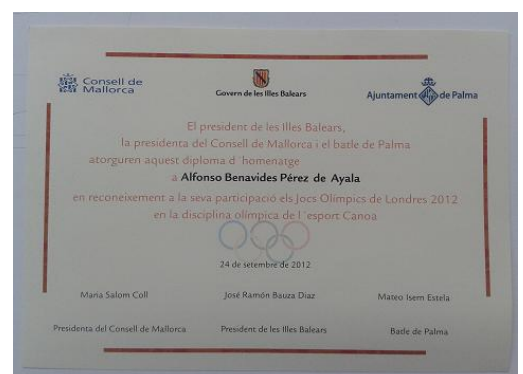 Consell de
Mallorca
Govern de les Illes Balears
Ajuntament de Palma
El president de les Illes Balears,
la presidenta del Consell de Mallorca i el batle de Palma
atorguren aquest diploma d´homenatge
a Alfonso Benavides Pérez de Ayala
en reconeixement a la seva participació els Jocs Olímpics de Londres 2012
en la disciplina olímpica de l´esport Canoa
24 de setembre de 2012
Maria Salom Coll
José Ramón Bauza Diaz
Mateo Isern Estela
Presidenta del Consell de Mallorca
President de les Illes Balears
Batle de Palma